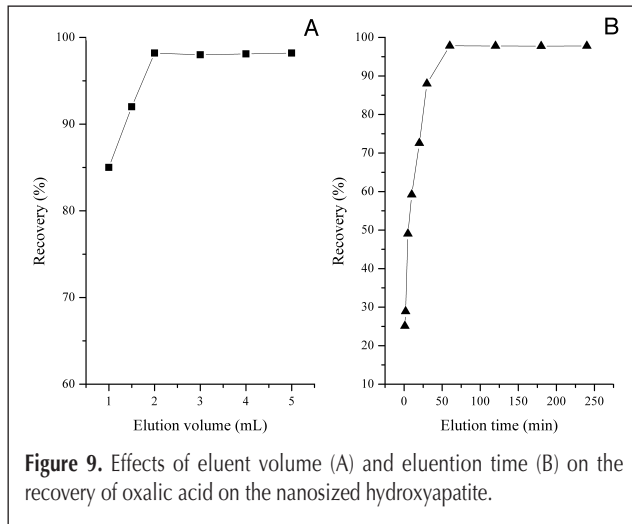 A
100
90
80
70
60
Recovery (%)
1 2 3 4 5
Elution volume (mL)
B
100
90
80
70
60
50
40
30
20
10
Recovery (%)
0 50 100 150 200 250
Elution time (min)
Figure 9. Effects of eluent volume (A) and eluention time (B) on the
recovery of oxalic acid on the nanosized hydroxyapatite.